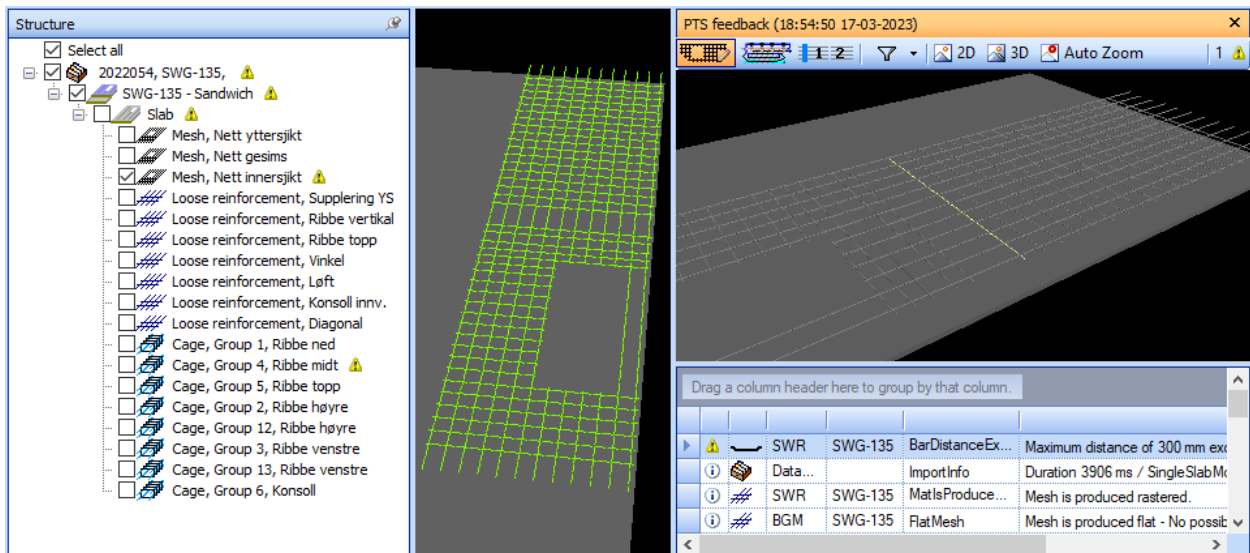 Structure
Select all
2022054, SWG-135,
SWG-135 - Sandwich
Slab
Mesh, Nett yttersjikt
Mesh, Nett gesims
Mesh, Nett innersjikt
Loose reinforcement, Supplering YS
Loose reinforcement, Ribbe vertikal
Loose reinforcement, Ribbe topp
Loose reinforcement, Vinkel
Loose reinforcement, Løft
Loose reinforcement, Konsoll innv.
Loose reinforcement, Diagonal
Cage, Group 1, Ribbe ned
Cage, Group 4, Ribbe midt
Cage, Group 5, Ribbe topp
Cage, Group 2, Ribbe høyre
Cage, Group 12, Ribbe høyre
Cage, Group 3, Ribbe venstre
Cage, Group 13, Ribbe venstre
Cage, Group 6, Konsoll
PTS feedback (18:54:50 17-03-2023)
1 2 2D 3D Auto Zoom 1
Drag a column header here to group by that column.
SWR SWG-135 BarDistanceEx... Maximum distance of 300 mm exc
Data... ImportInfo Duration 3906 ms / SingleSlabMo
SWR SWG-135 MatIsProduce... Mesh is produced rastered.
BGM SWG-135 FlatMesh Mesh is produced flat - No possib